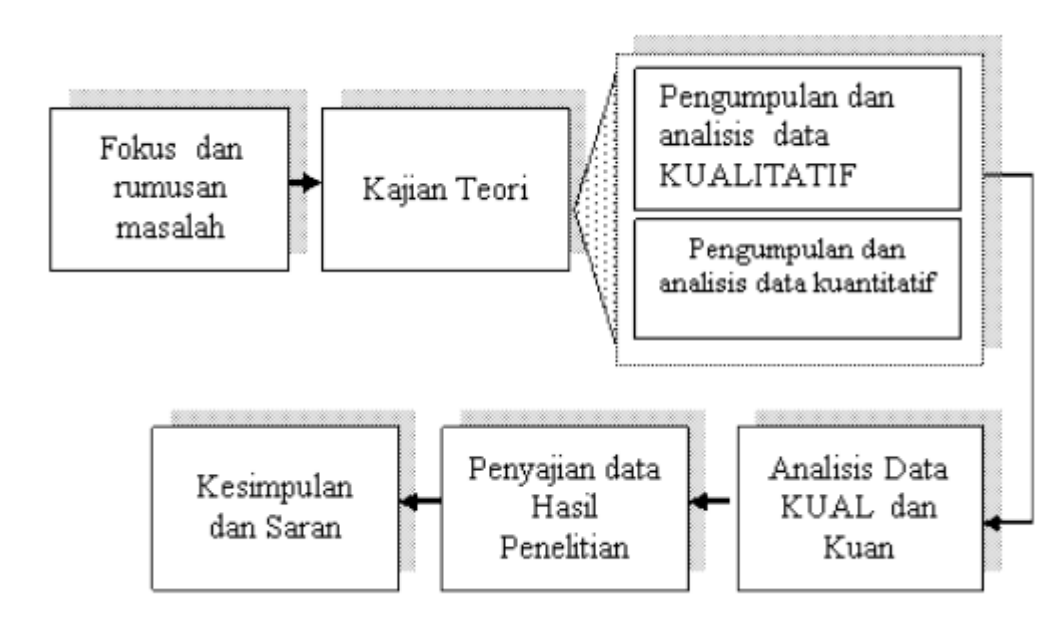 Fokus dan
rumusan
masalah
Kajian Teori
Pengumpulan dan
analisis data
KUALITATIF
Pengumpulan dan
analisis data kuantitatif
Analisis Data
KUAL dan
Kuan
Penyajian data
Hasil
Penelitian
Kesimpulan
dan Saran